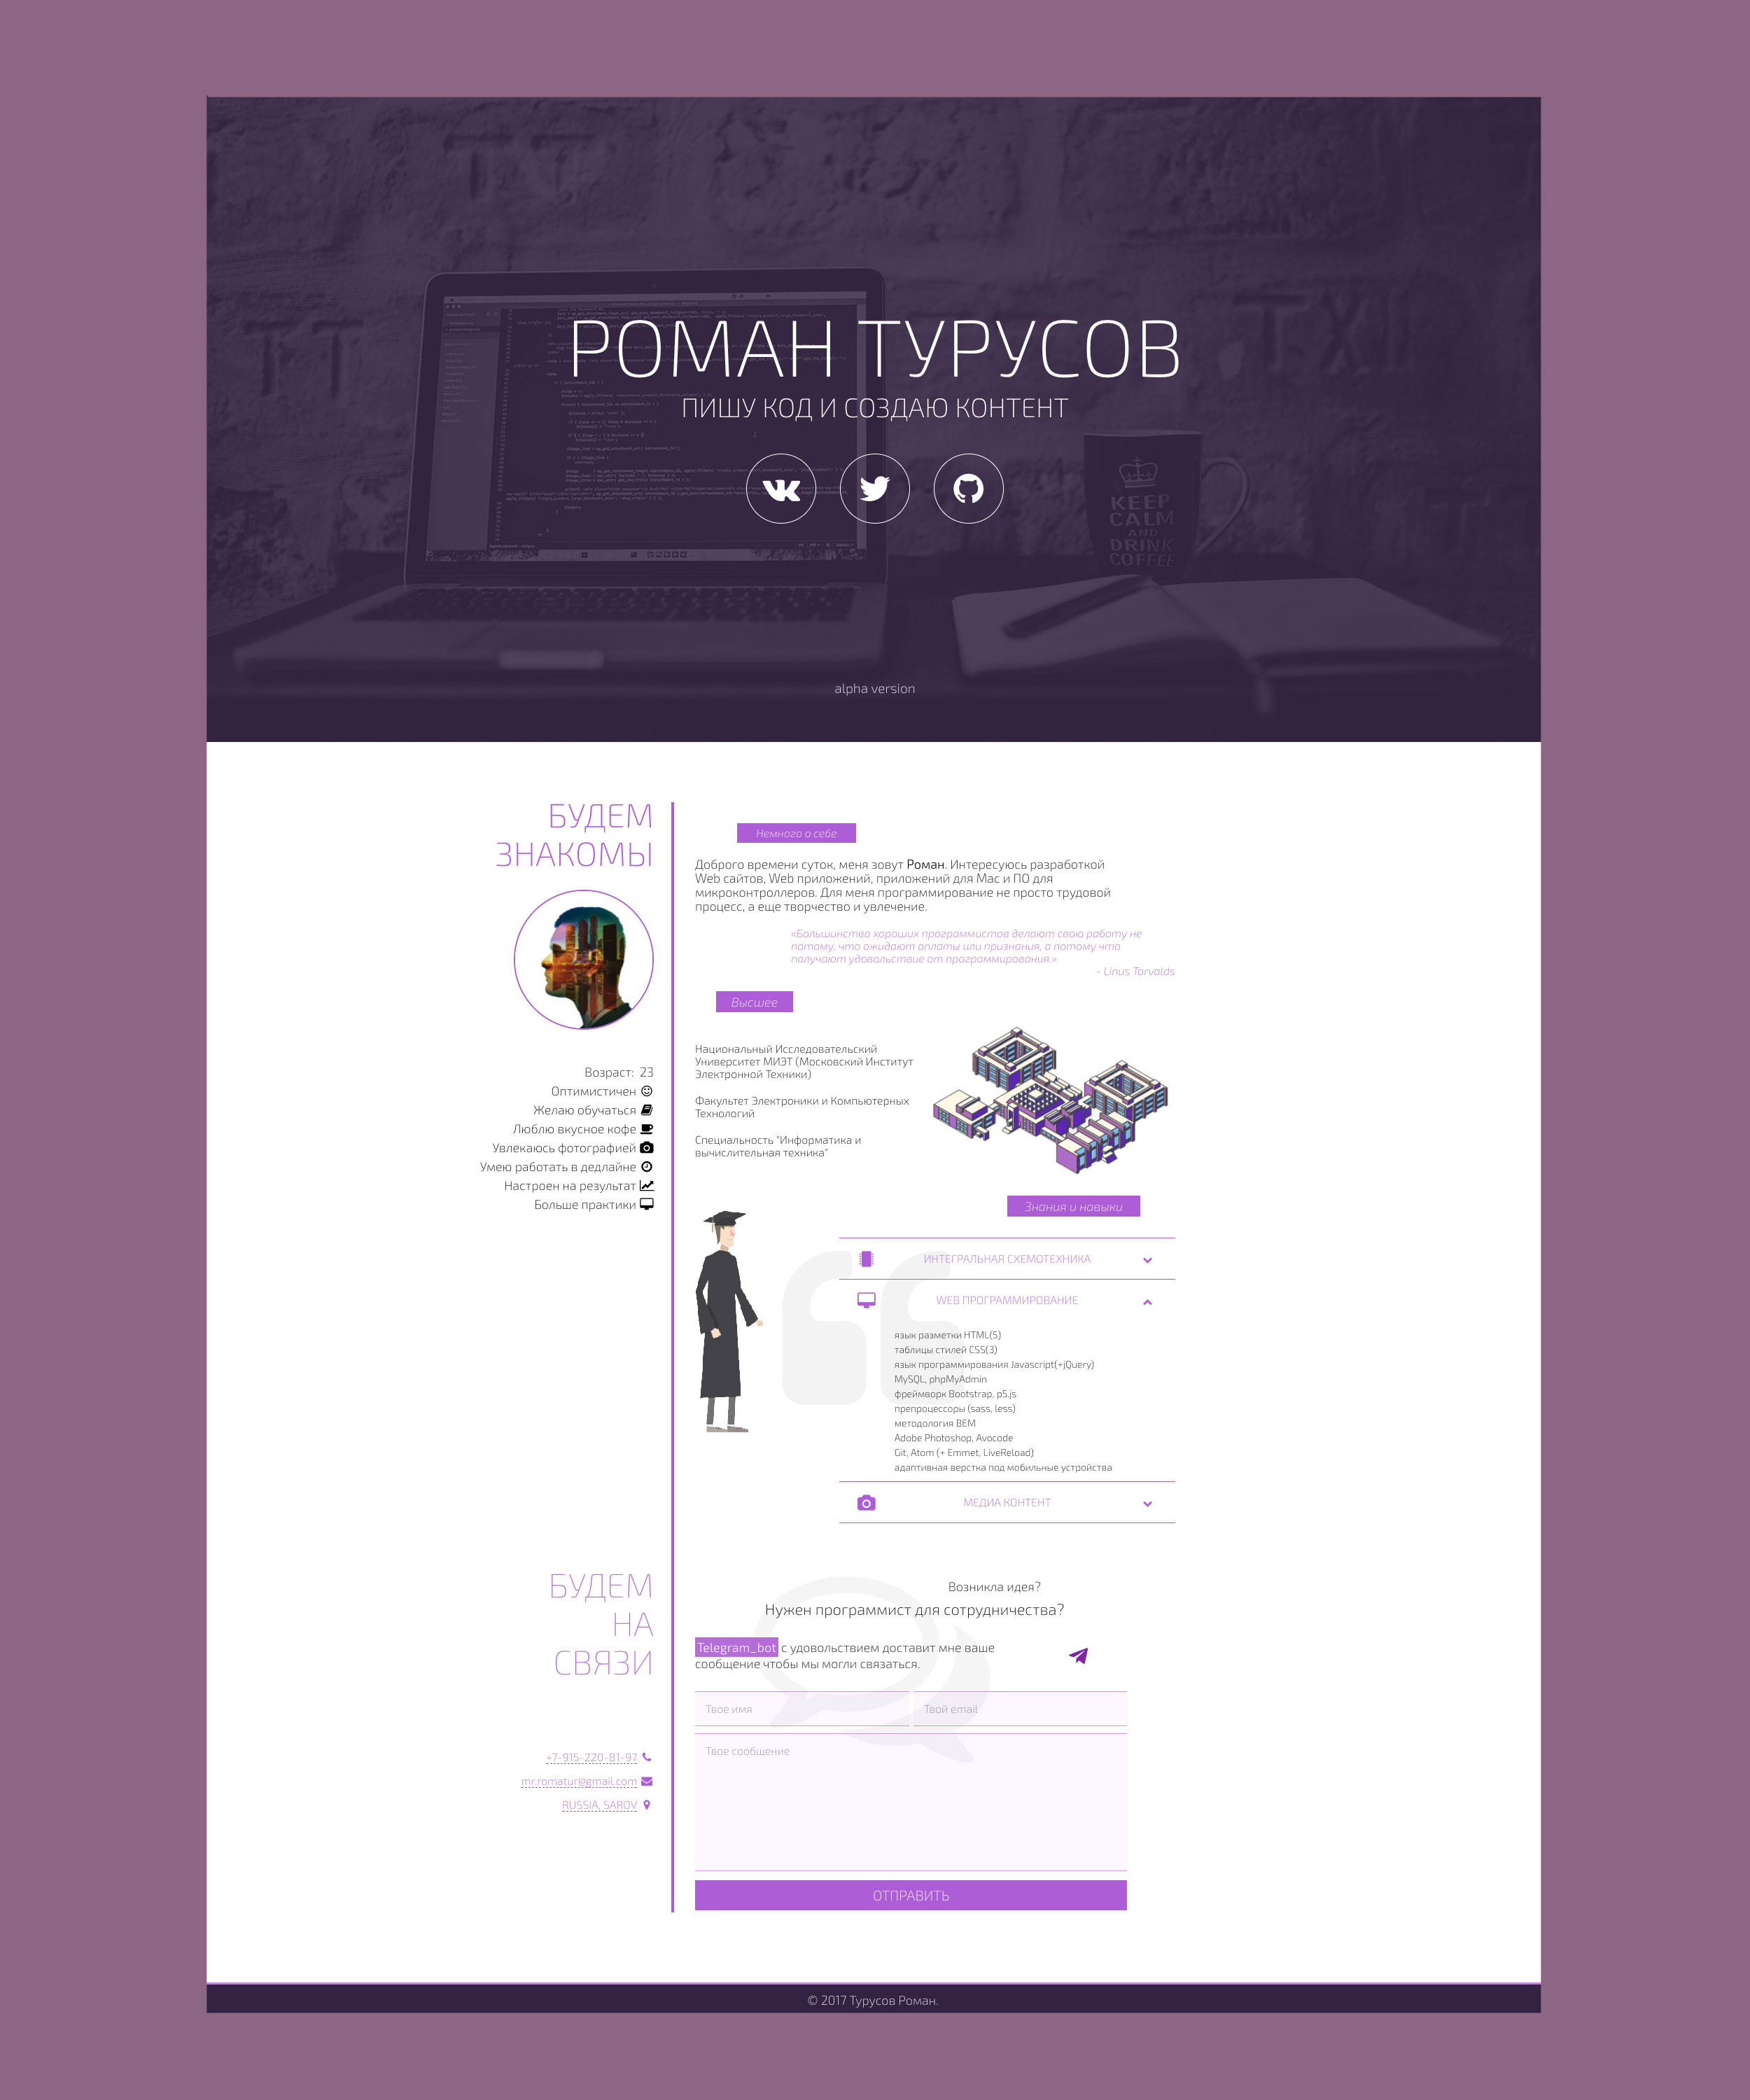 РОМАН ТУРУСОВ
ПИШУ КОД И СОЗДАЮ КОНТЕНТ
KEEP
CALM
AND
DRINK
COFFEE
alpha version
БУДЕМ
ЗНАКОМЫ
Возраст: 23
Оптимистичен
Желаю обучаться
Люблю вкусное кофе
Увлекаюсь фотографией
Умею работать в дедлайне
Настроен на результат
Больше практики
Немного о себе
Доброго времени суток, меня зовут Роман. Интересуюсь разработкой
Web сайтов, Web приложений, приложений для Mac и ПО для
микроконтроллеров. Для меня программирование не просто трудовой
процесс, а еще творчество и увлечение.
«Большинство хороших программистов делают свою работу не
потому, что ожидают оплаты или признания, а потому что
получают удовольствие от программирования.»
- Linus Torvalds
Высшее
Национальный Исследовательский
Университет МИЭТ (Московский Институт
Электронной Техники)
Факультет Электроники и Компьютерных
Технологий
Специальность "Информатика и
вычислительная техника"
Знания и навыки
ИНТЕГРАЛЬНАЯ СХЕМОТЕХНИКА
WEB ПРОГРАММИРОВАНИЕ
язык разметки HTML(5)
таблицы стилей CSS(3)
язык программирования Javascript(+jQuery)
MySQL, phpMyAdmin
фреймворк Bootstrap, p5.js
препроцессоры (sass, less)
методология BEM
Adobe Photoshop, Avocode
Git, Atom (+ Emmet, LiveReload)
адаптивная верстка под мобильные устройства
МЕДИА КОНТЕНТ
БУДЕМ
НА
СВЯЗИ
+7-915-220-81-97
mr.romatur@gmail.com
RUSSIA, SAROV
Возникла идея?
Нужен программист для сотрудничества?
Telegram_bot с удовольствием доставит мне ваше
сообщение чтобы мы могли связаться.
Твое имя
Твой email
Твое сообщение
ОТПРАВИТЬ
© 2017 Турусов Роман.